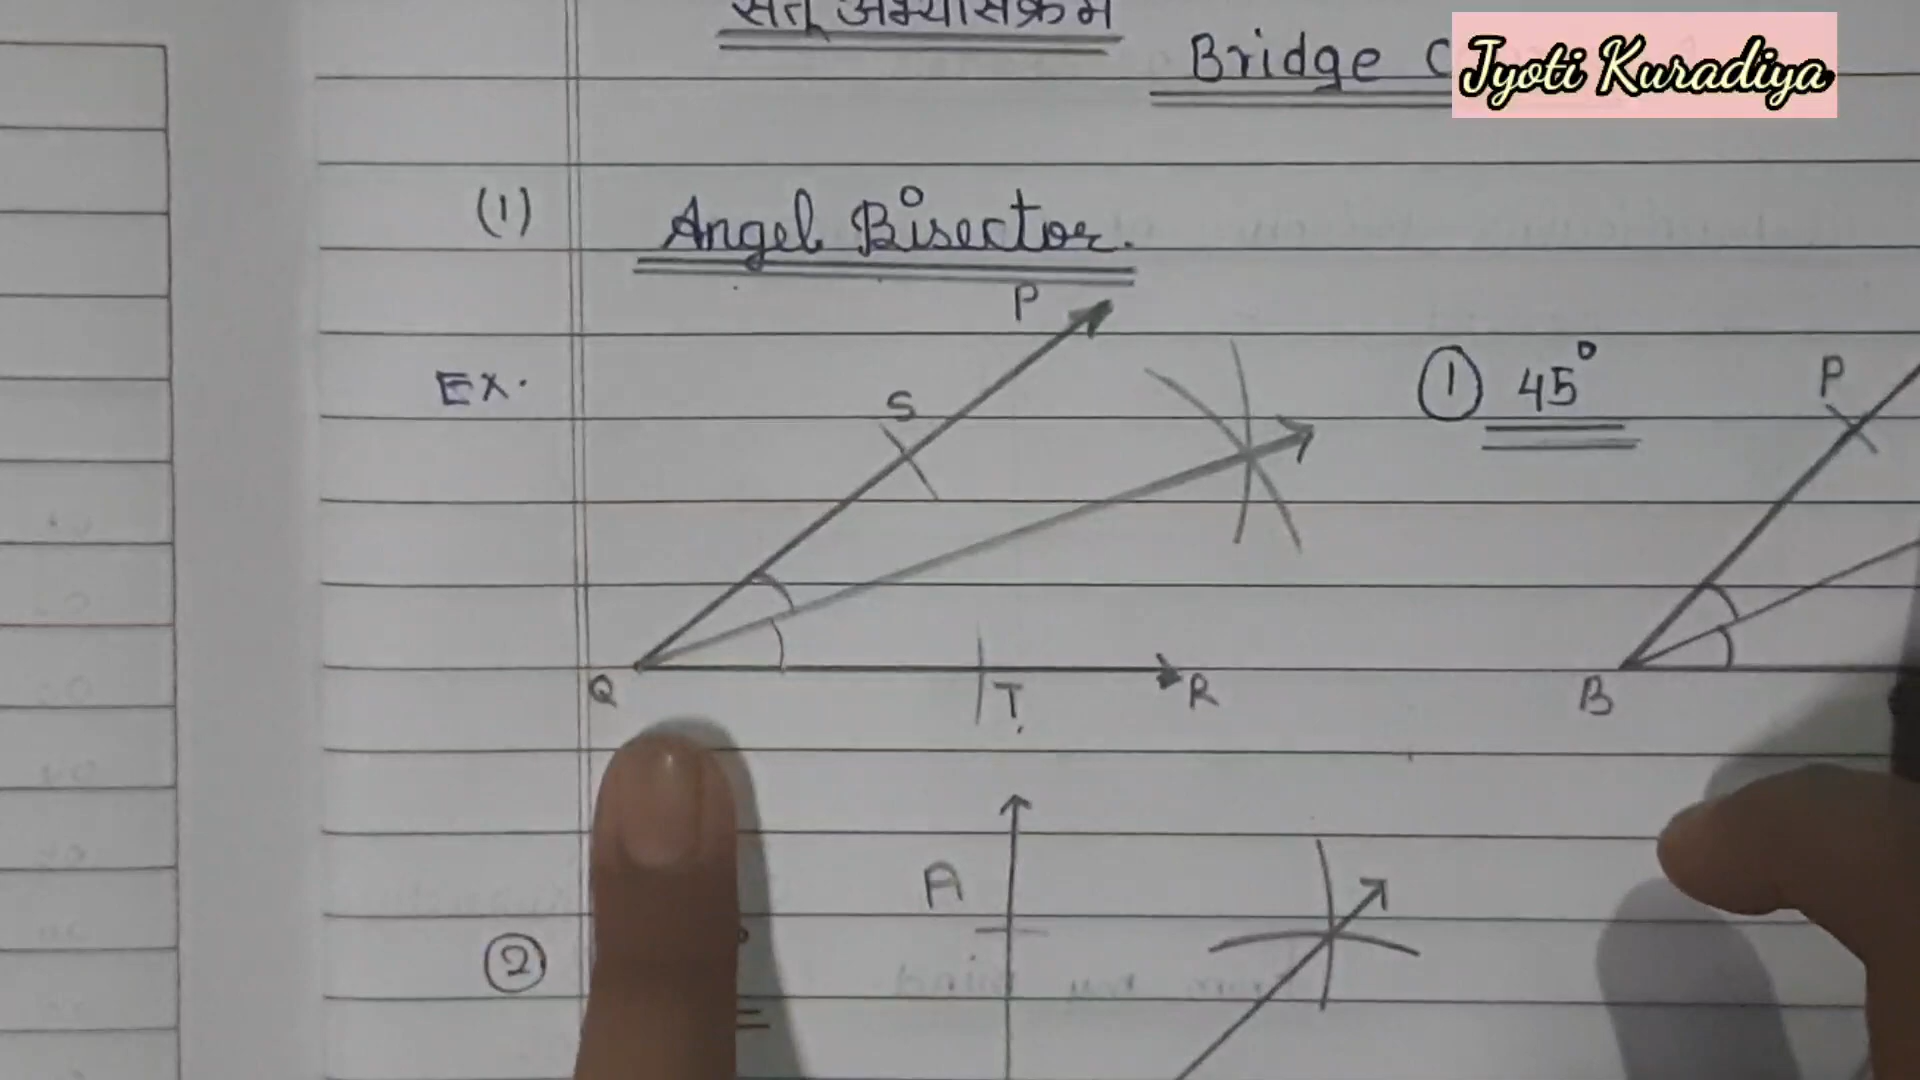 सेतू अभ्यासक्रम
Bridge C
Jyoti Kuradiya
(1) Angel Bisector.
P
Ex.
S
① 45°
P
Q
T
R
B
A
②